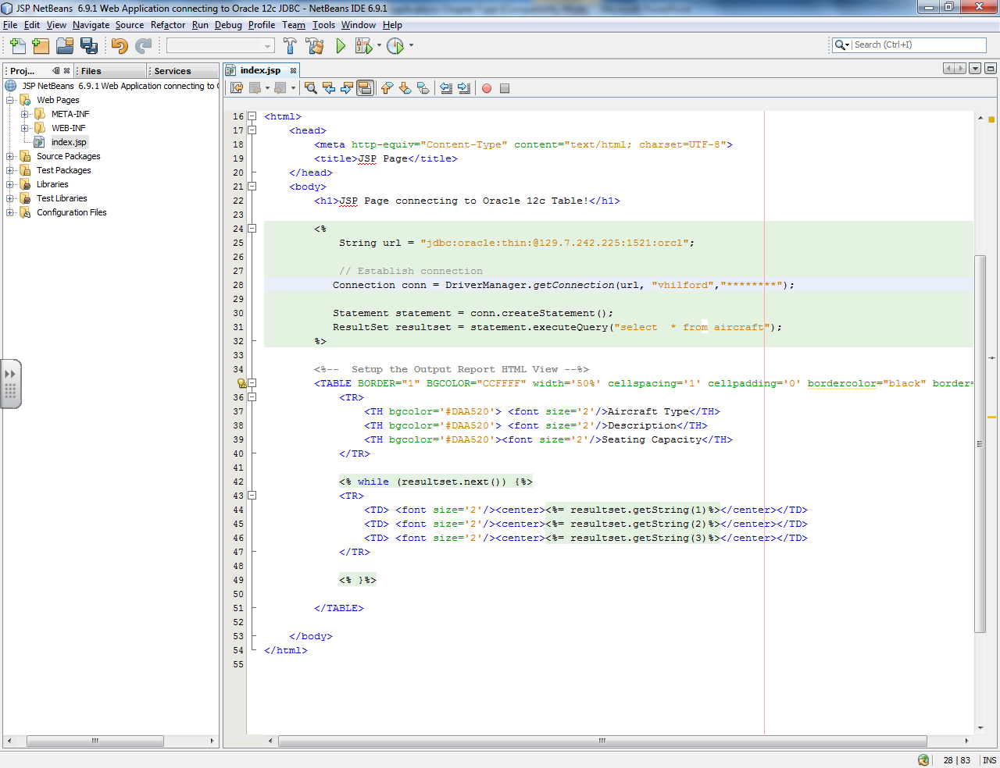 JSP NetBeans  6.9.1 Web Application connecting to Oracle 12c JDBC - NetBeans IDE 6.9.1
File Edit View Navigate Source Refactor Run Debug Profile Team Tools Window Help
Search (Ctrl+I)
Proj... Files Services
index.jsp
JSP NetBeans  6.9.1 Web Application connecting to
Web Pages
META-INF
WEB-INF
index.jsp
Source Packages
Test Packages
Libraries
Test Libraries
Configuration Files
16 <html>
17 <head>
18 <meta http-equiv="Content-Type" content="text/html; charset=UTF-8">
19 <title>JSP Page</title>
20 </head>
21 <body>
22 <h1>JSP Page connecting to Oracle 12c Table!</h1>
23
24 <%
25 String url = "jdbc:oracle:thin:@129.7.242.225:1521:orcl";
26
27 // Establish connection
28 Connection conn = DriverManager.getConnection(url, "vhilford","********");
29
30 Statement statement = conn.createStatement();
31 ResultSet resultset = statement.executeQuery("select  * from aircraft");
32 %>
33
34 <%--  Setup the Output Report HTML View --%>
<TABLE BORDER="1" BGCOLOR="CCFFFF" width='50%' cellspacing='1' cellpadding='0' bordercolor="black" border=
36 <TR>
37 <TH bgcolor='#DAA520'> <font size='2'/>Aircraft Type</TH>
38 <TH bgcolor='#DAA520'> <font size='2'/>Description</TH>
39 <TH bgcolor='#DAA520'><font size='2'/>Seating Capacity</TH>
40 </TR>
41
42 <% while (resultset.next()) {%>
43 <TR>
44 <TD> <font size='2'/><center><%= resultset.getString(1)%></center></TD>
45 <TD> <font size='2'/><center><%= resultset.getString(2)%></center></TD>
46 <TD> <font size='2'/><center><%= resultset.getString(3)%></center></TD>
47 </TR>
48
49 <% }%>
50
51 </TABLE>
52
53 </body>
54 </html>
55
28 | 83 INS